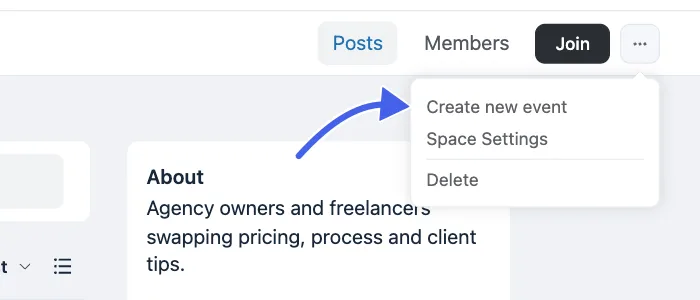 Posts Members Join
Create new event
Space Settings
Delete
About
Agency owners and freelancers
swapping pricing, process and client
tips.
t